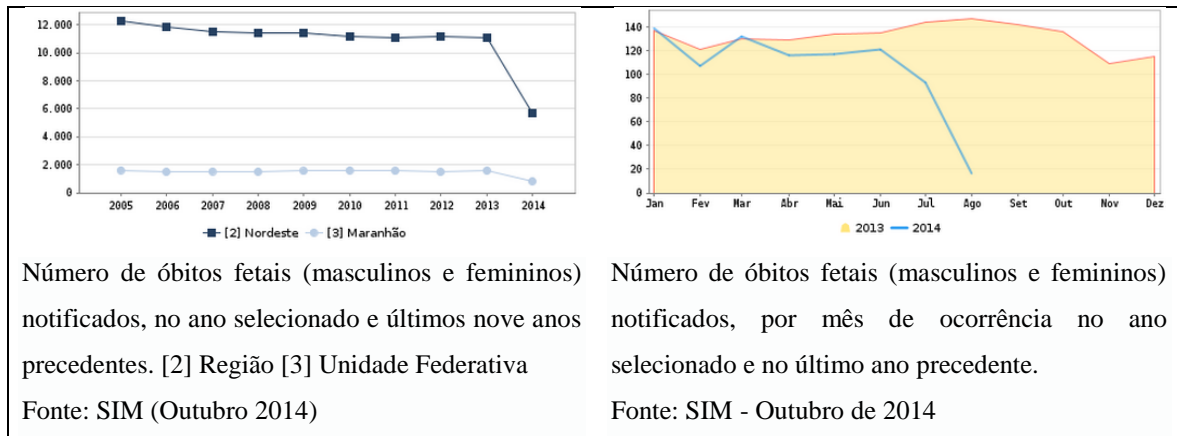 12.000
10.000
8.000
6.000
4.000
2.000
0
2005 2006 2007 2008 2009 2010 2011 2012 2013 2014
[2] Nordeste [3] Maranhão
Número de óbitos fetais (masculinos e femininos)
notificados, no ano selecionado e últimos nove anos
precedentes. [2] Região [3] Unidade Federativa
Fonte: SIM (Outubro 2014)
140
120
100
80
60
40
20
0
Jan Fev Mar Abr Mai Jun Jul Ago Set Out Nov Dez
2013 2014
Número de óbitos fetais (masculinos e femininos)
notificados, por mês de ocorrência no ano
selecionado e no último ano precedente.
Fonte: SIM - Outubro de 2014